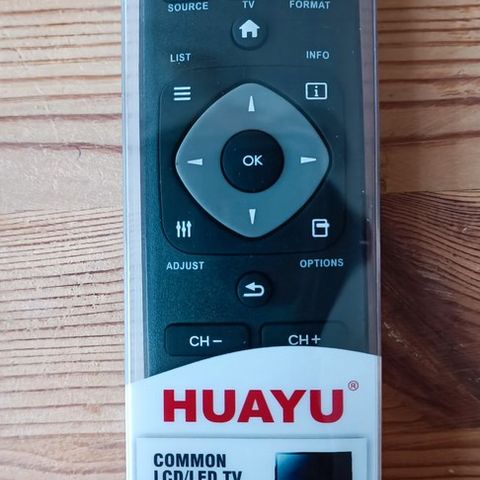 SOURCE TV FORMAT
LIST INFO
OK
ADJUST OPTIONS
CH− CH+
HUAYU®
COMMON
LCD/LED TV